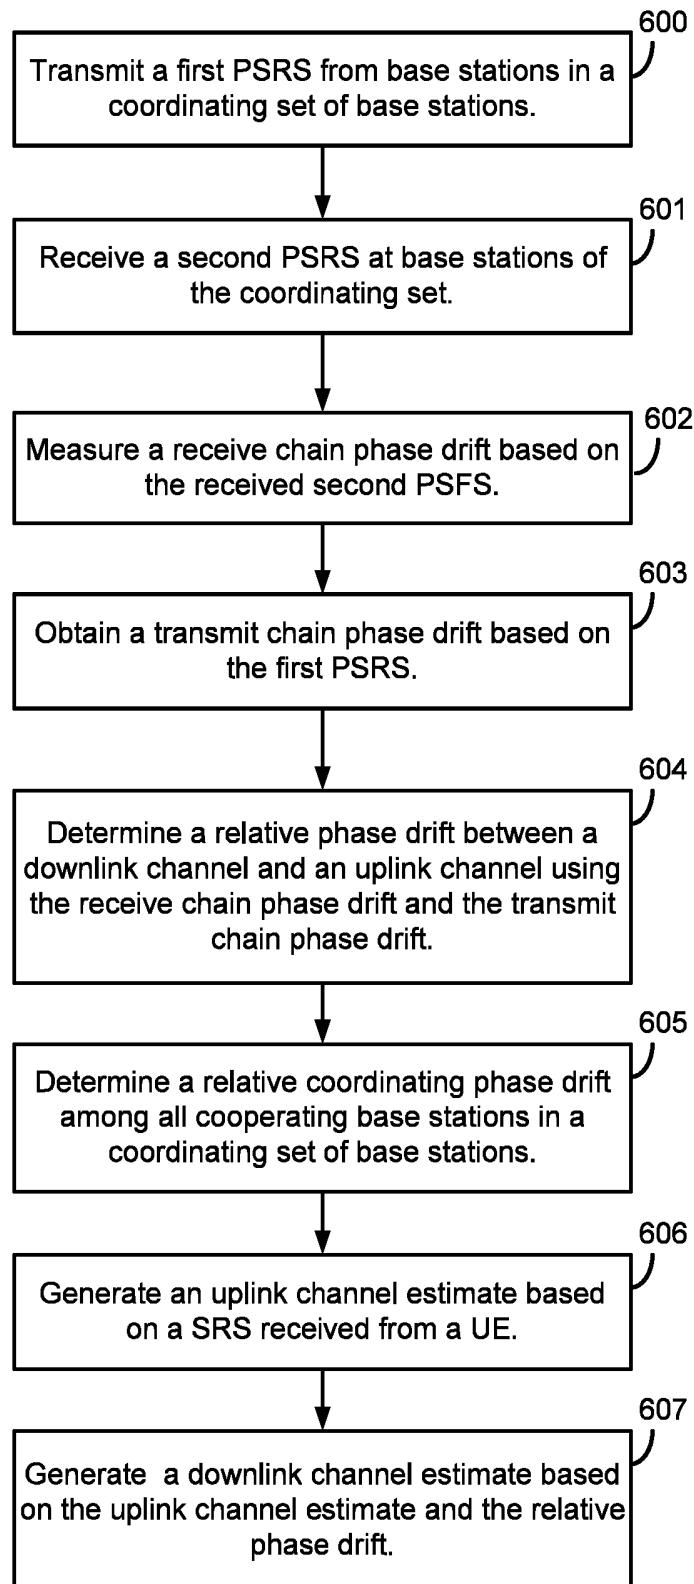 600
Transmit a first PSRS from base stations in a
coordinating set of base stations.
601
Receive a second PSRS at base stations of
the coordinating set.
602
Measure a receive chain phase drift based on
the received second PSFS.
603
Obtain a transmit chain phase drift based on
the first PSRS.
604
Determine a relative phase drift between a
downlink channel and an uplink channel using
the receive chain phase drift and the transmit
chain phase drift.
605
Determine a relative coordinating phase drift
among all cooperating base stations in a
coordinating set of base stations.
606
Generate an uplink channel estimate based
on a SRS received from a UE.
607
Generate a downlink channel estimate based
on the uplink channel estimate and the relative
phase drift.